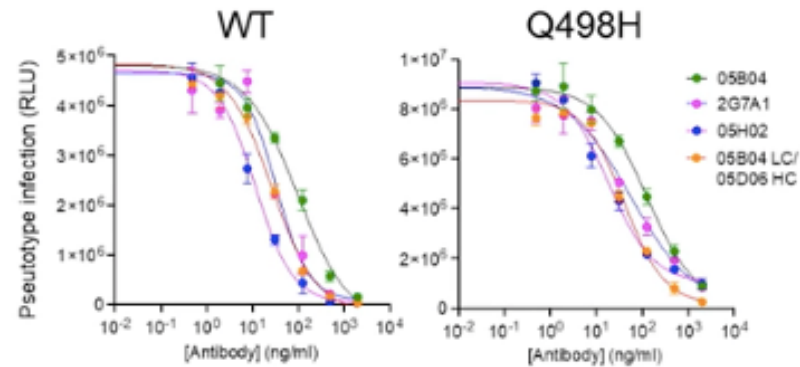 WT
Q498H
Pseutotype infection (RLU)
5×10⁶
4×10⁶
3×10⁶
2×10⁶
1×10⁶
0
10⁻² 10⁻¹ 10⁰ 10¹ 10² 10³ 10⁴
[Antibody] (ng/ml)
1×10⁷
8×10⁶
6×10⁶
4×10⁶
2×10⁶
0
10⁻² 10⁻¹ 10⁰ 10¹ 10² 10³ 10⁴
[Antibody] (ng/ml)
05B04
2G7A1
05H02
05B04 LC/
05D06 HC